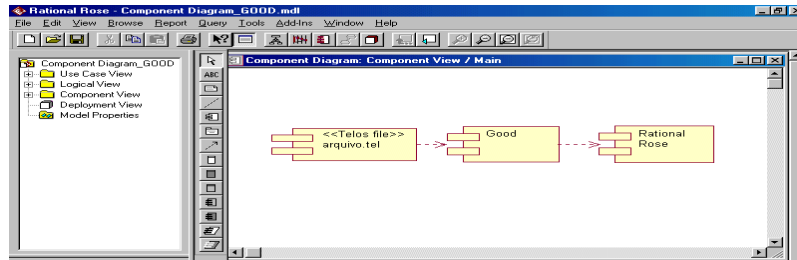 Rational Rose - Component Diagram_GOOD.mdl
File Edit View Browse Report Query Tools Add-Ins Window Help
Component Diagram_GOOD
Use Case View
Logical View
Component View
Deployment View
Model Properties
ABC
Component Diagram: Component View / Main
<<Telos file>>
arquivo.tel
Good
Rational
Rose